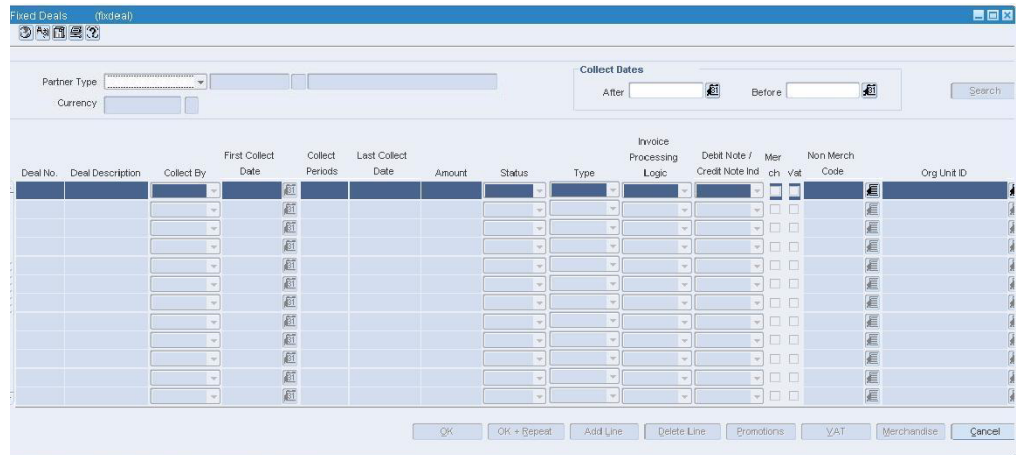 Fixed Deals (fixdeal)
Partner Type
Currency
Collect Dates
After
Before
Search
Deal No.
Deal Description
Collect By
First Collect
Date
Collect
Periods
Last Collect
Date
Amount
Status
Type
Invoice
Processing
Logic
Debit Note /
Credit Note Ind
Mer
ch
Vat
Non Merch
Code
Org Unit ID
OK
OK + Repeat
Add Line
Delete Line
Promotions
VAT
Merchandise
Cancel